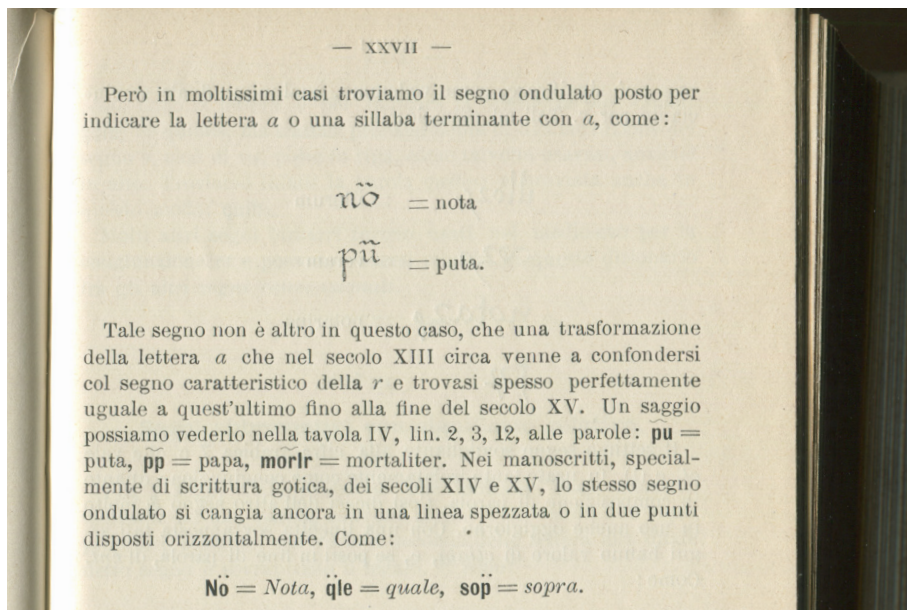 — XXVII —
Però in moltissimi casi troviamo il segno ondulato posto per
indicare la lettera a o una sillaba terminante con a, come:
noᷓ = nota
puᷓ = puta.
Tale segno non è altro in questo caso, che una trasformazione
della lettera a che nel secolo XIII circa venne a confondersi
col segno caratteristico della r e trovasi spesso perfettamente
uguale a quest'ultimo fino alla fine del secolo XV. Un saggio
possiamo vederlo nella tavola IV, lin. 2, 3, 12, alle parole: p͠u =
puta, p͠p = papa, mor͠lr = mortaliter. Nei manoscritti, special-
mente di scrittura gotica, dei secoli XIV e XV, lo stesso segno
ondulato si cangia ancora in una linea spezzata o in due punti
disposti orizzontalmente. Come:
Nö = Nota, q̈le = quale, sop̈ = sopra.